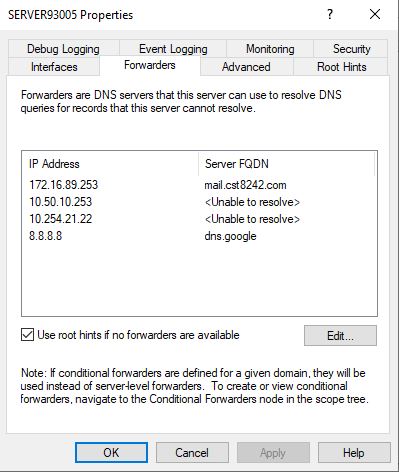 SERVER93005 Properties
Debug Logging Event Logging Monitoring Security
Interfaces Forwarders Advanced Root Hints
Forwarders are DNS servers that this server can use to resolve DNS
queries for records that this server cannot resolve.
IP Address Server FQDN
172.16.89.253 mail.cst8242.com
10.50.10.253 <Unable to resolve>
10.254.21.22 <Unable to resolve>
8.8.8.8 dns.google
Use root hints if no forwarders are available Edit...
Note: If conditional forwarders are defined for a given domain, they will be
used instead of server-level forwarders. To create or view conditional
forwarders, navigate to the Conditional Forwarders node in the scope tree.
OK Cancel Apply Help